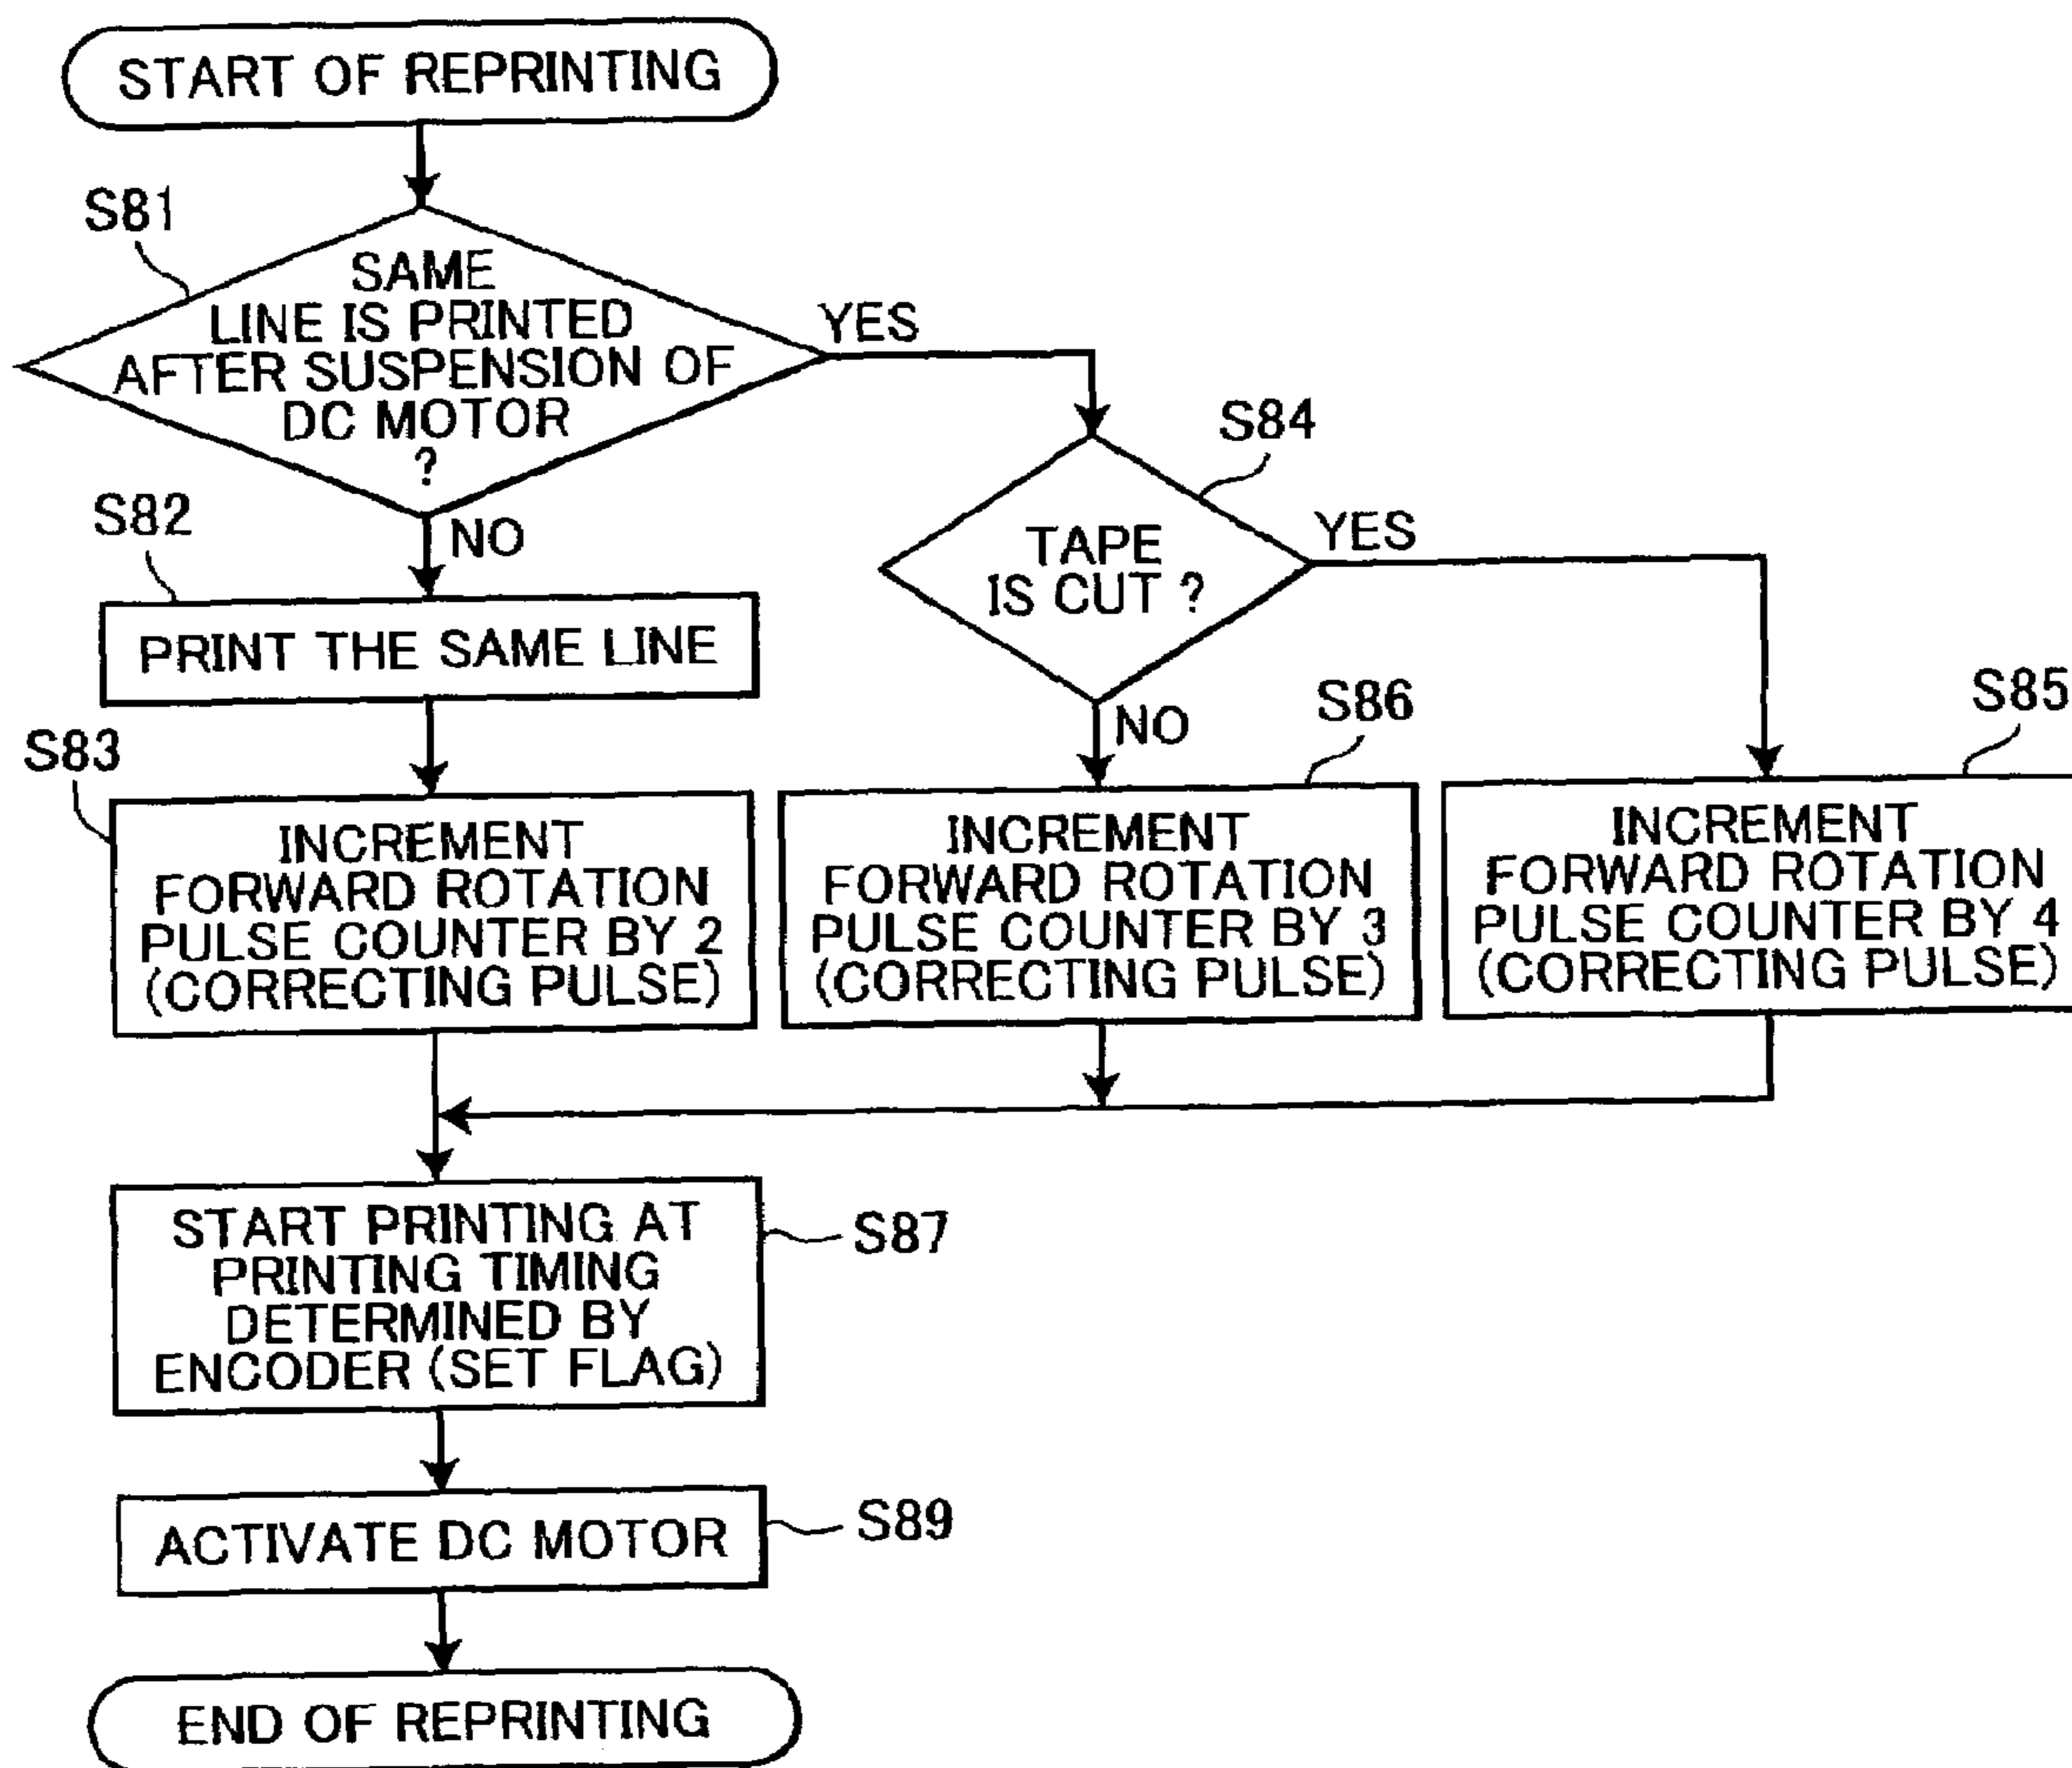 START OF REPRINTING
S81
SAME
LINE IS PRINTED
AFTER SUSPENSION OF
DC MOTOR
?
YES
NO
S82
PRINT THE SAME LINE
S83
INCREMENT
FORWARD ROTATION
PULSE COUNTER BY 2
(CORRECTING PULSE)
S84
TAPE
IS CUT ?
YES
NO
S86
INCREMENT
FORWARD ROTATION
PULSE COUNTER BY 3
(CORRECTING PULSE)
S85
INCREMENT
FORWARD ROTATION
PULSE COUNTER BY 4
(CORRECTING PULSE)
START PRINTING AT
PRINTING TIMING
DETERMINED BY
ENCODER (SET FLAG)
S87
ACTIVATE DC MOTOR
S89
END OF REPRINTING